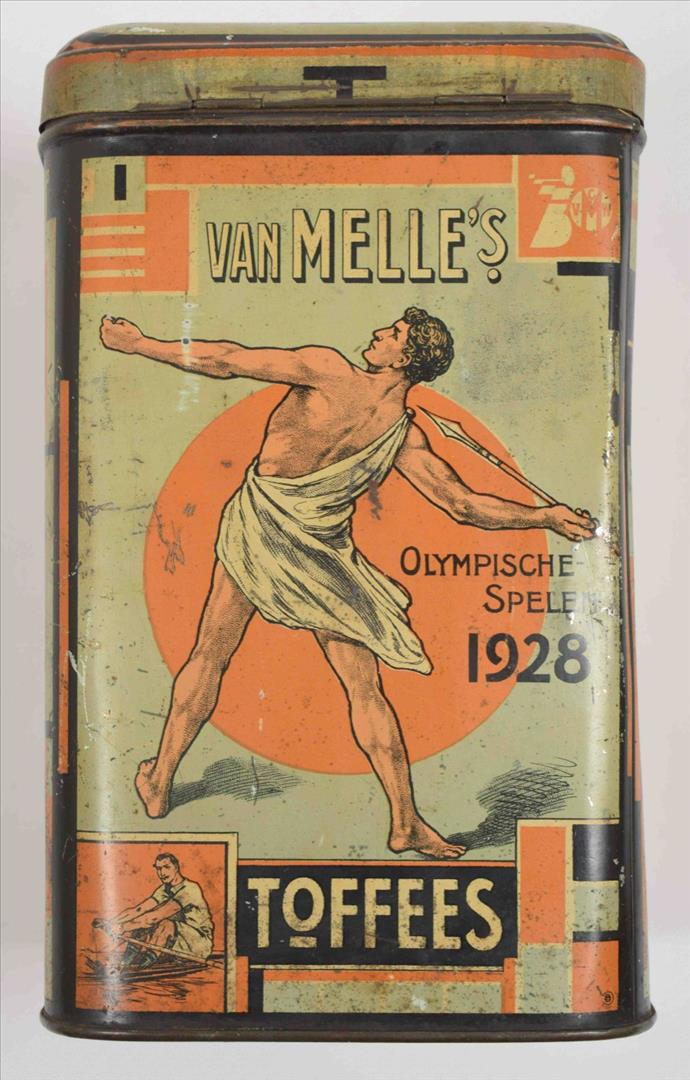 VAN MELLE'S
OLYMPISCHE-
SPELEN
1928
TOFFEES